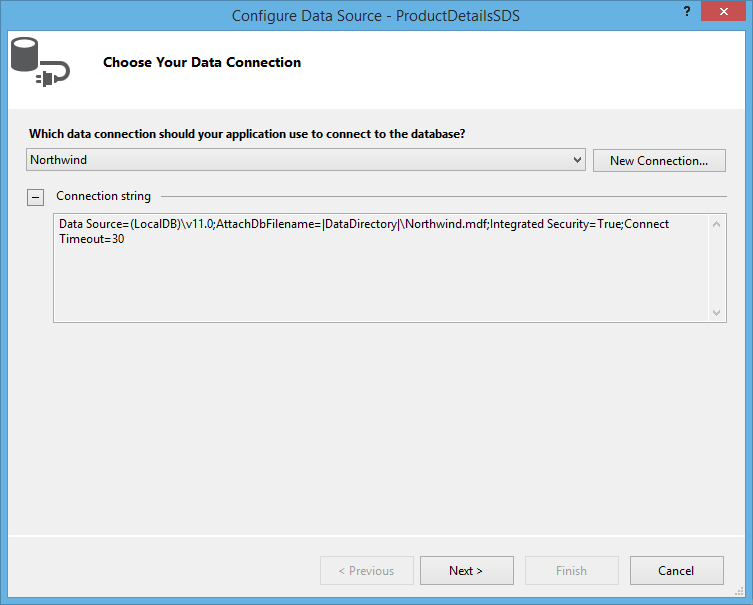 Configure Data Source - ProductDetailsSDS
?
Choose Your Data Connection
Which data connection should your application use to connect to the database?
Northwind
New Connection...
Connection string
Data Source=(LocalDB)\v11.0;AttachDbFilename=|DataDirectory|\Northwind.mdf;Integrated Security=True;Connect
Timeout=30
< Previous
Next >
Finish
Cancel